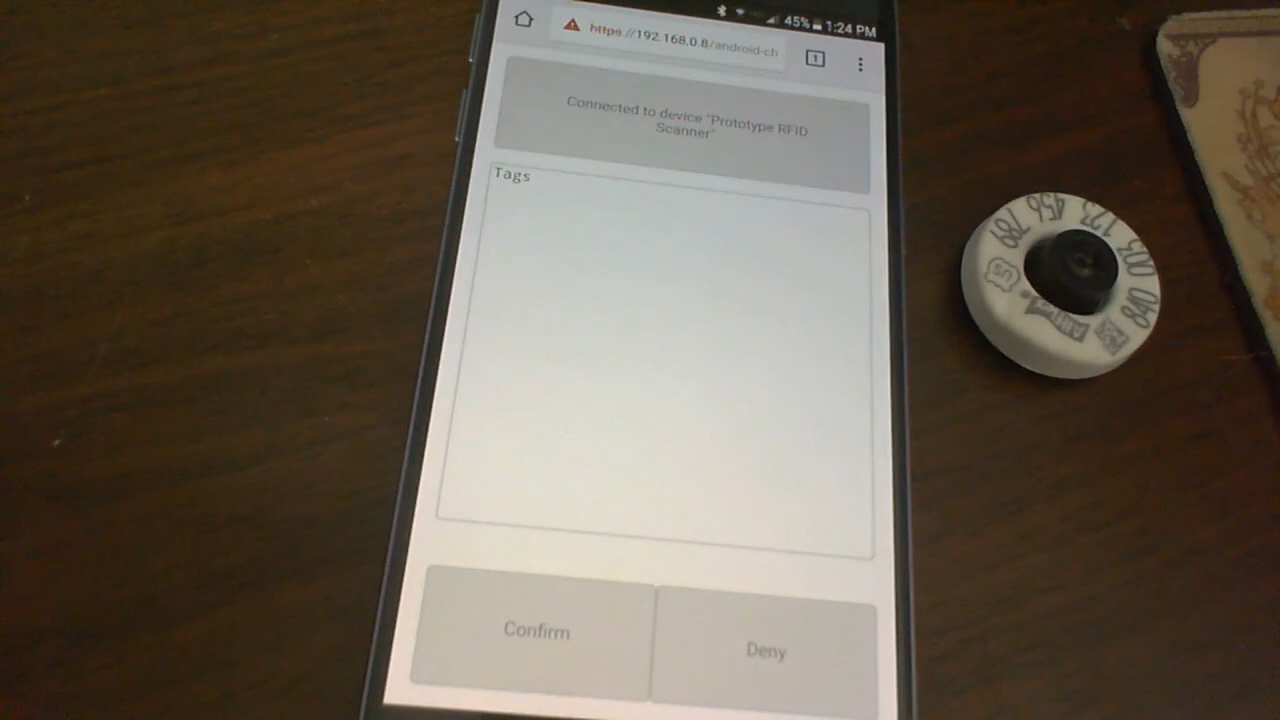 45% 1:24 PM
https://192.168.0.8/android-ch
1
Connected to device "Prototype RFID
Scanner"
Tags
Confirm
Deny
840 003 123 456 789
US